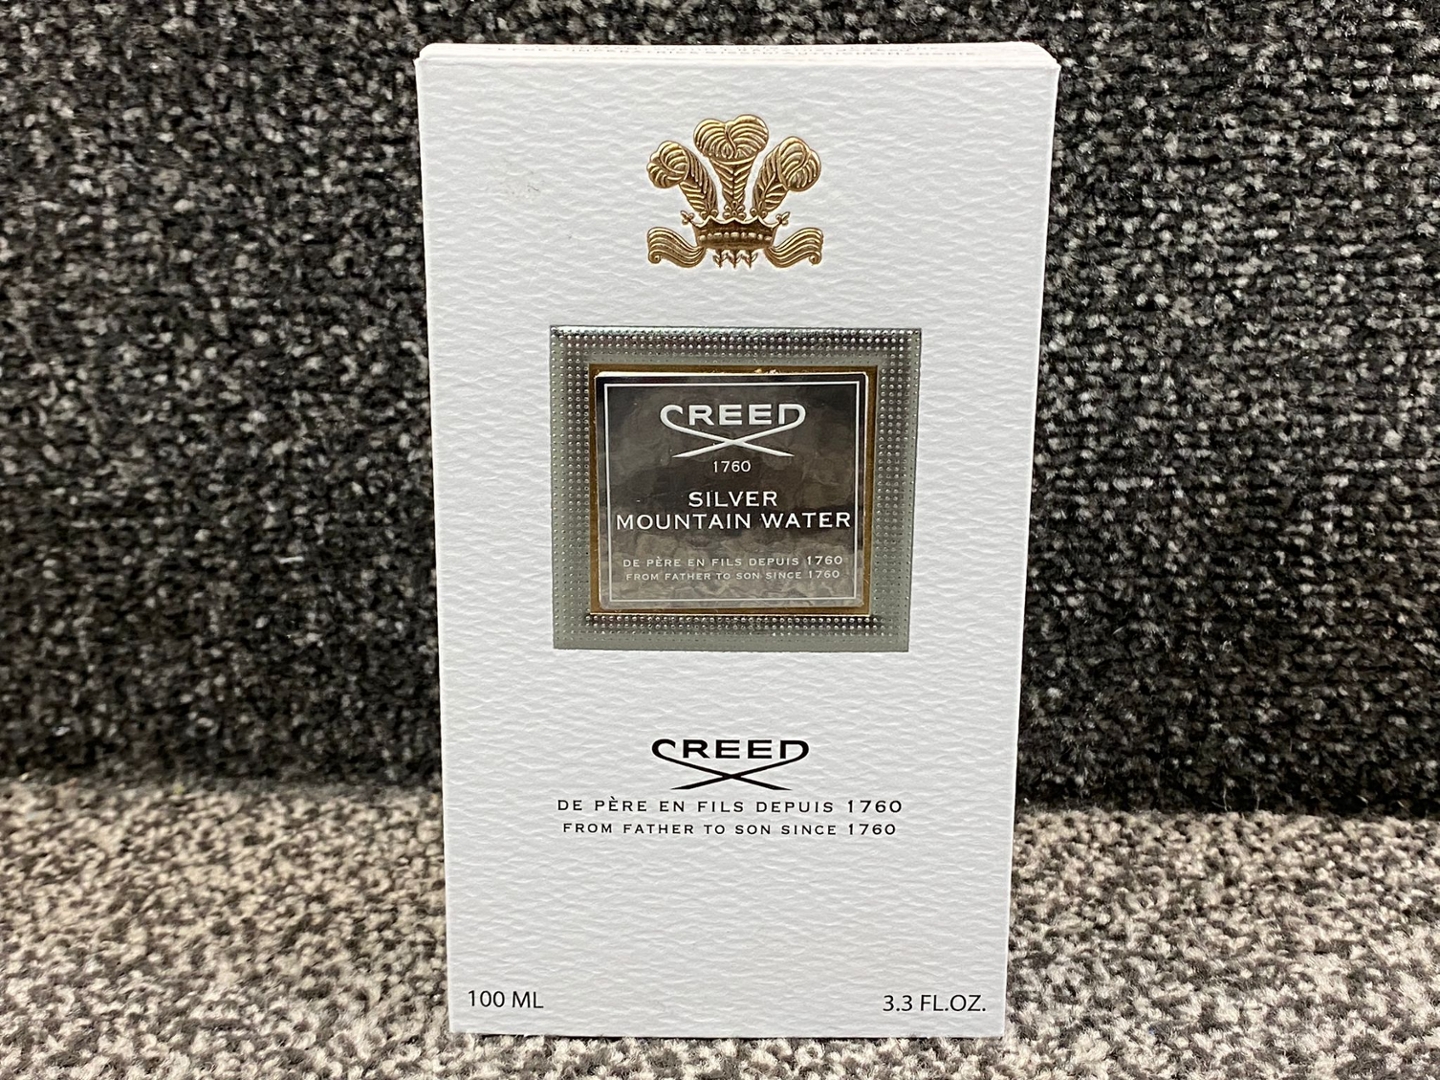 CREED
1760
SILVER
MOUNTAIN WATER
DE PÈRE EN FILS DEPUIS 1760
FROM FATHER TO SON SINCE 1760
CREED
DE PÈRE EN FILS DEPUIS 1760
FROM FATHER TO SON SINCE 1760
100 ML
3.3 FL.OZ.